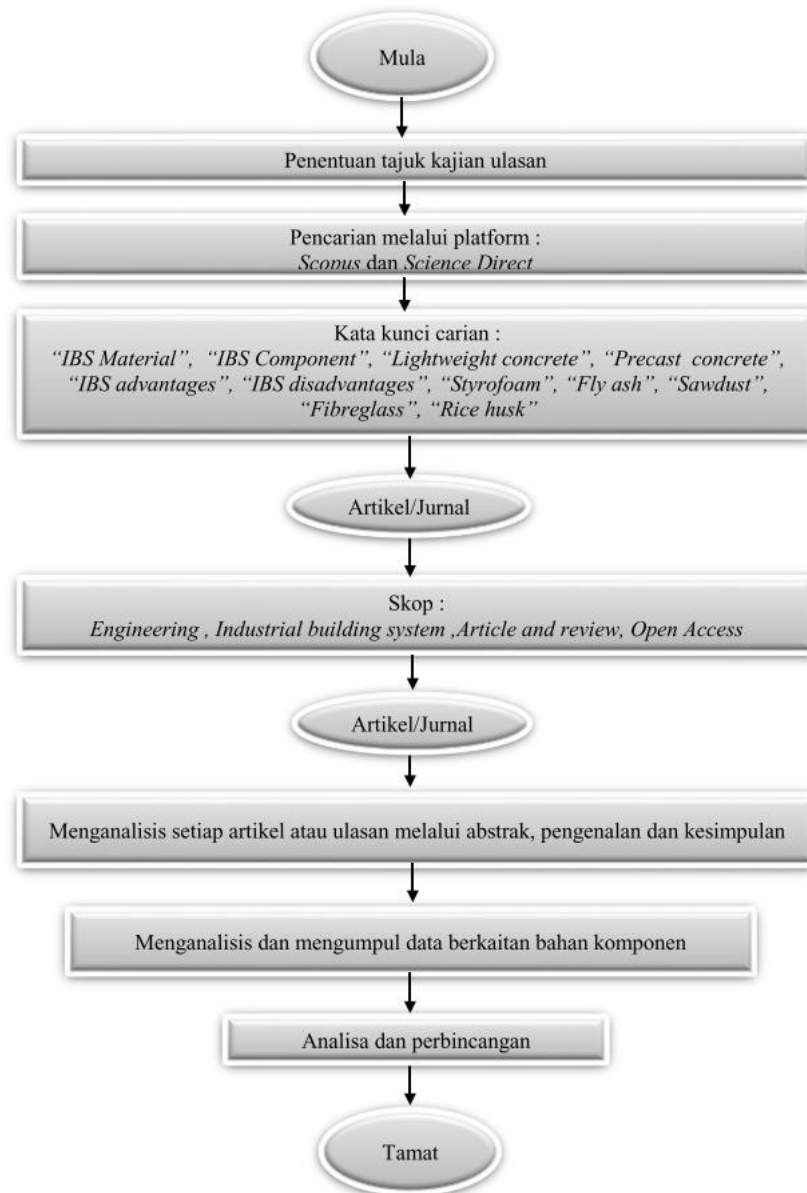 Mula
Penentuan tajuk kajian ulasan
Pencarian melalui platform :
Scopus dan Science Direct
Kata kunci carian :
“IBS Material”, “IBS Component”, “Lightweight concrete”, “Precast concrete”,
“IBS advantages”, “IBS disadvantages”, “Styrofoam”, “Fly ash”, “Sawdust”,
“Fibreglass”, “Rice husk”
Artikel/Jurnal
Skop :
Engineering , Industrial building system ,Article and review, Open Access
Artikel/Jurnal
Menganalisis setiap artikel atau ulasan melalui abstrak, pengenalan dan kesimpulan
Menganalisis dan mengumpul data berkaitan bahan komponen
Analisa dan perbincangan
Tamat